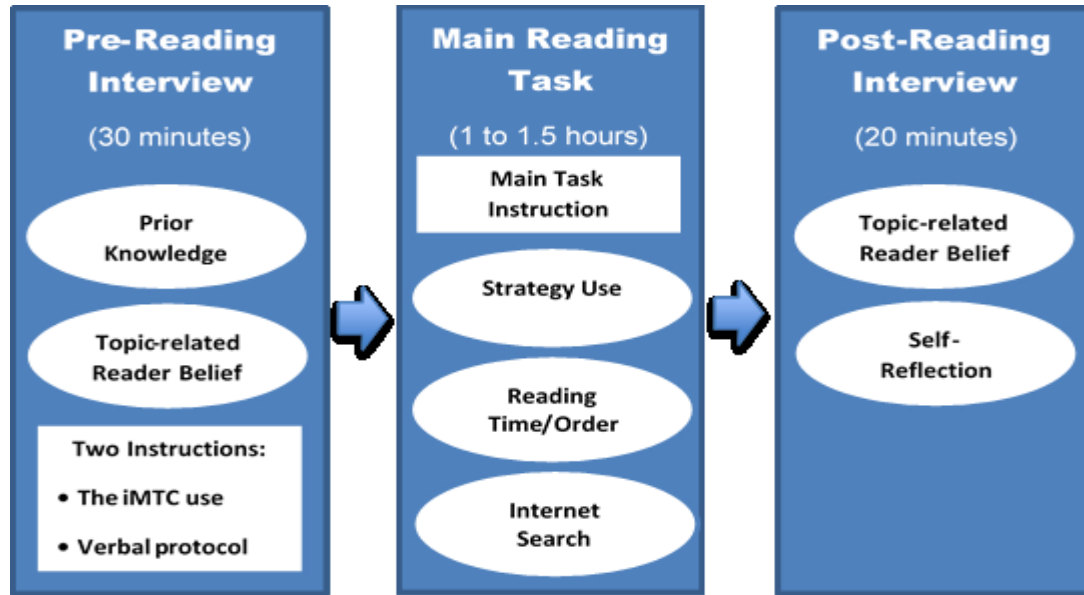 Pre-Reading
Interview
(30 minutes)
Prior
Knowledge
Topic-related
Reader Belief
Two Instructions:
• The iMTC use
• Verbal protocol
Main Reading
Task
(1 to 1.5 hours)
Main Task
Instruction
Strategy Use
Reading
Time/Order
Internet
Search
Post-Reading
Interview
(20 minutes)
Topic-related
Reader Belief
Self-
Reflection